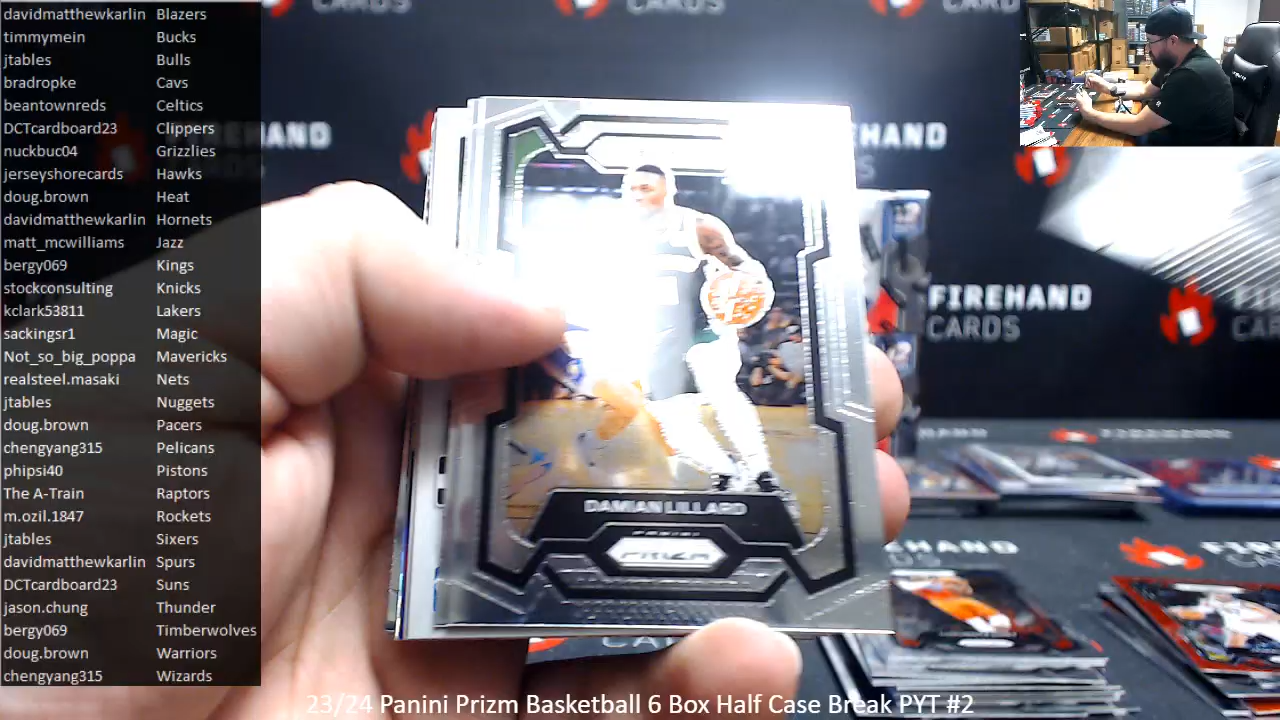 davidmatthewkarlin Blazers
timmymein Bucks
jtables Bulls
bradropke Cavs
beantownreds Celtics
DCTcardboard23 Clippers
nuckbuc04 Grizzlies
jerseyshorecards Hawks
doug.brown Heat
davidmatthewkarlin Hornets
matt_mcwilliams Jazz
bergy069 Kings
stockconsulting Knicks
kclark53811 Lakers
sackingsr1 Magic
Not_so_big_poppa Mavericks
realsteel.masaki Nets
jtables Nuggets
doug.brown Pacers
chengyang315 Pelicans
phipsi40 Pistons
The A-Train Raptors
m.ozil.1847 Rockets
jtables Sixers
davidmatthewkarlin Spurs
DCTcardboard23 Suns
jason.chung Thunder
bergy069 Timberwolves
doug.brown Warriors
chengyang315 Wizards
CARDS
CARDS
FIREHAND
HAND
FIREHAND
CARDS
DAMIAN LILLARD
PANINI
PRIZM
23/24 Panini Prizm Basketball 6 Box Half Case Break PYT #2